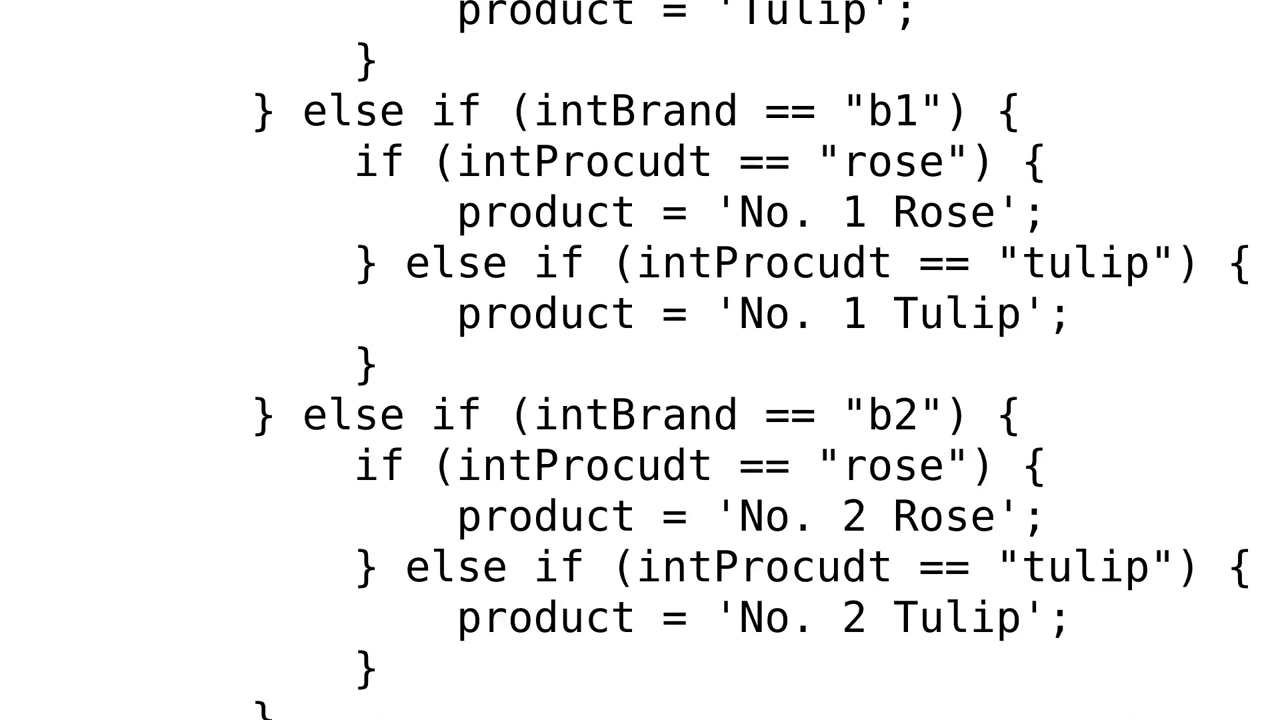 product = 'Tulip';
}
} else if (intBrand == "b1") {
if (intProcudt == "rose") {
product = 'No. 1 Rose';
} else if (intProcudt == "tulip") {
product = 'No. 1 Tulip';
}
} else if (intBrand == "b2") {
if (intProcudt == "rose") {
product = 'No. 2 Rose';
} else if (intProcudt == "tulip") {
product = 'No. 2 Tulip';
}
}